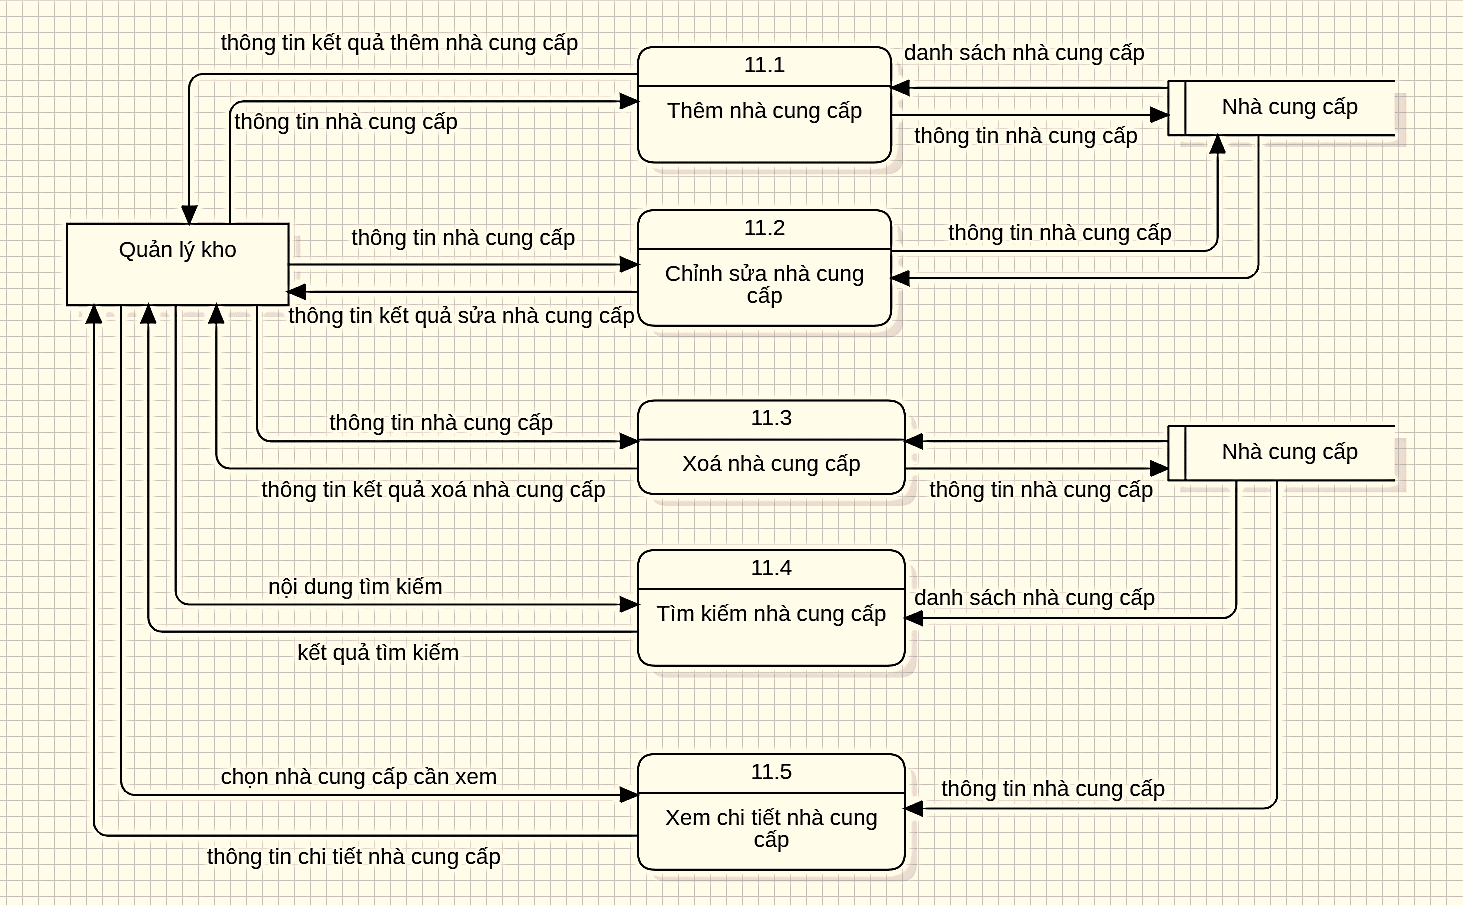 thông tin kết quả thêm nhà cung cấp
11.1
danh sách nhà cung cấp
Thêm nhà cung cấp
Nhà cung cấp
thông tin nhà cung cấp
thông tin nhà cung cấp
11.2
Quản lý kho
thông tin nhà cung cấp
thông tin nhà cung cấp
Chỉnh sửa nhà cung
cấp
thông tin kết quả sửa nhà cung cấp
11.3
thông tin nhà cung cấp
Xoá nhà cung cấp
Nhà cung cấp
thông tin kết quả xoá nhà cung cấp
thông tin nhà cung cấp
11.4
nội dung tìm kiếm
danh sách nhà cung cấp
Tìm kiếm nhà cung cấp
kết quả tìm kiếm
11.5
chọn nhà cung cấp cần xem
thông tin nhà cung cấp
Xem chi tiết nhà cung
cấp
thông tin chi tiết nhà cung cấp